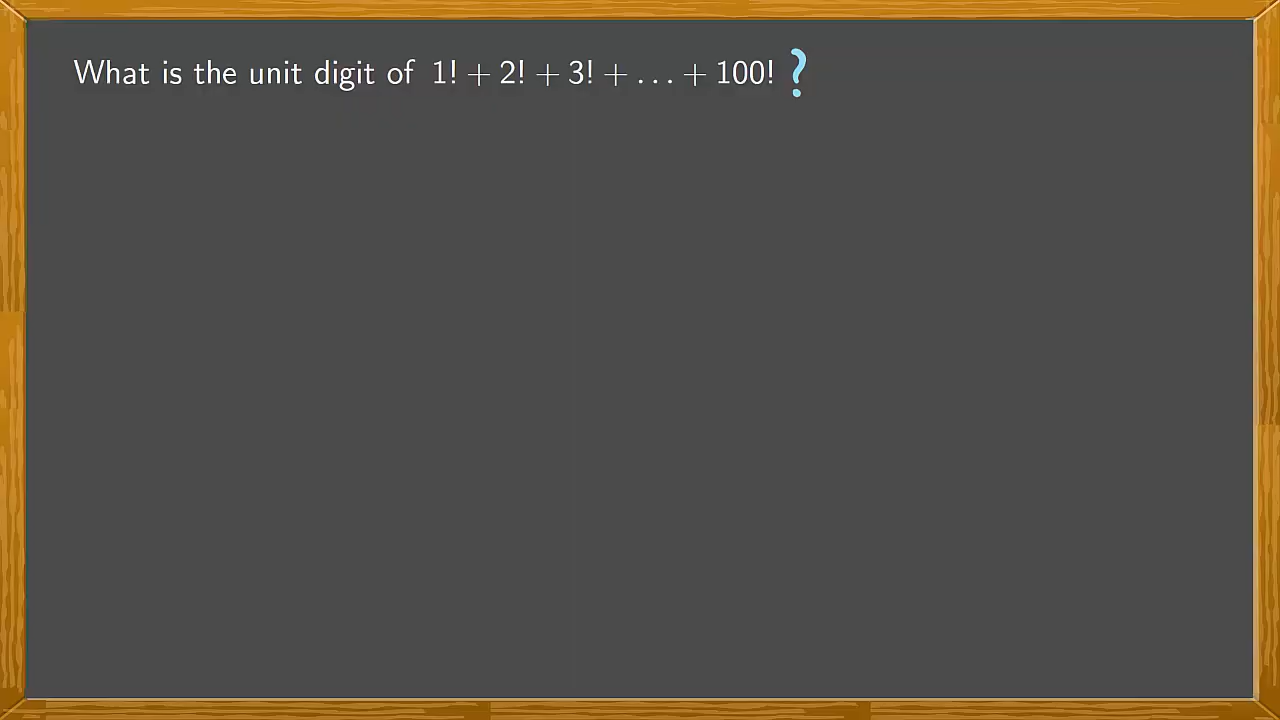 What is the unit digit of 1! + 2! + 3! + . . . + 100! ?